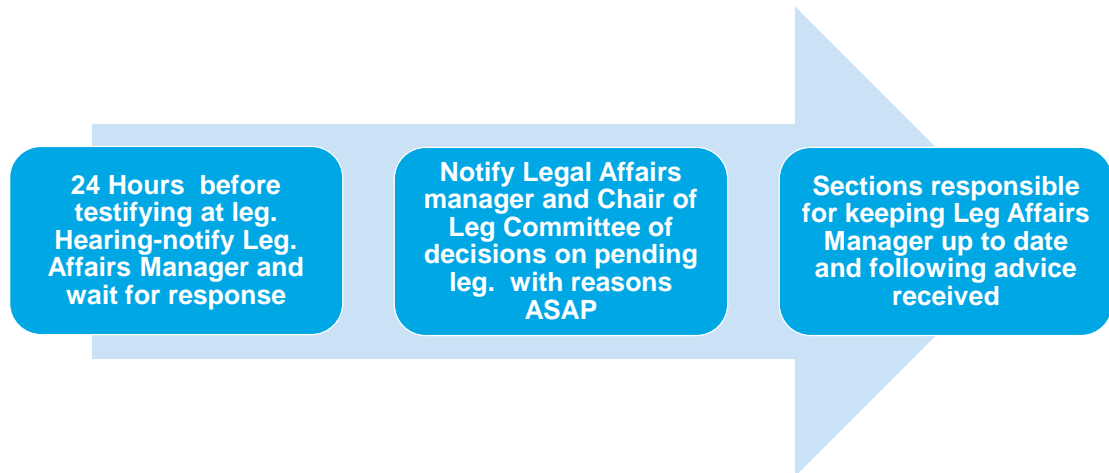 24 Hours before
testifying at leg.
Hearing-notify Leg.
Affairs Manager and
wait for response
Notify Legal Affairs
manager and Chair of
Leg Committee of
decisions on pending
leg. with reasons
ASAP
Sections responsible
for keeping Leg Affairs
Manager up to date
and following advice
received